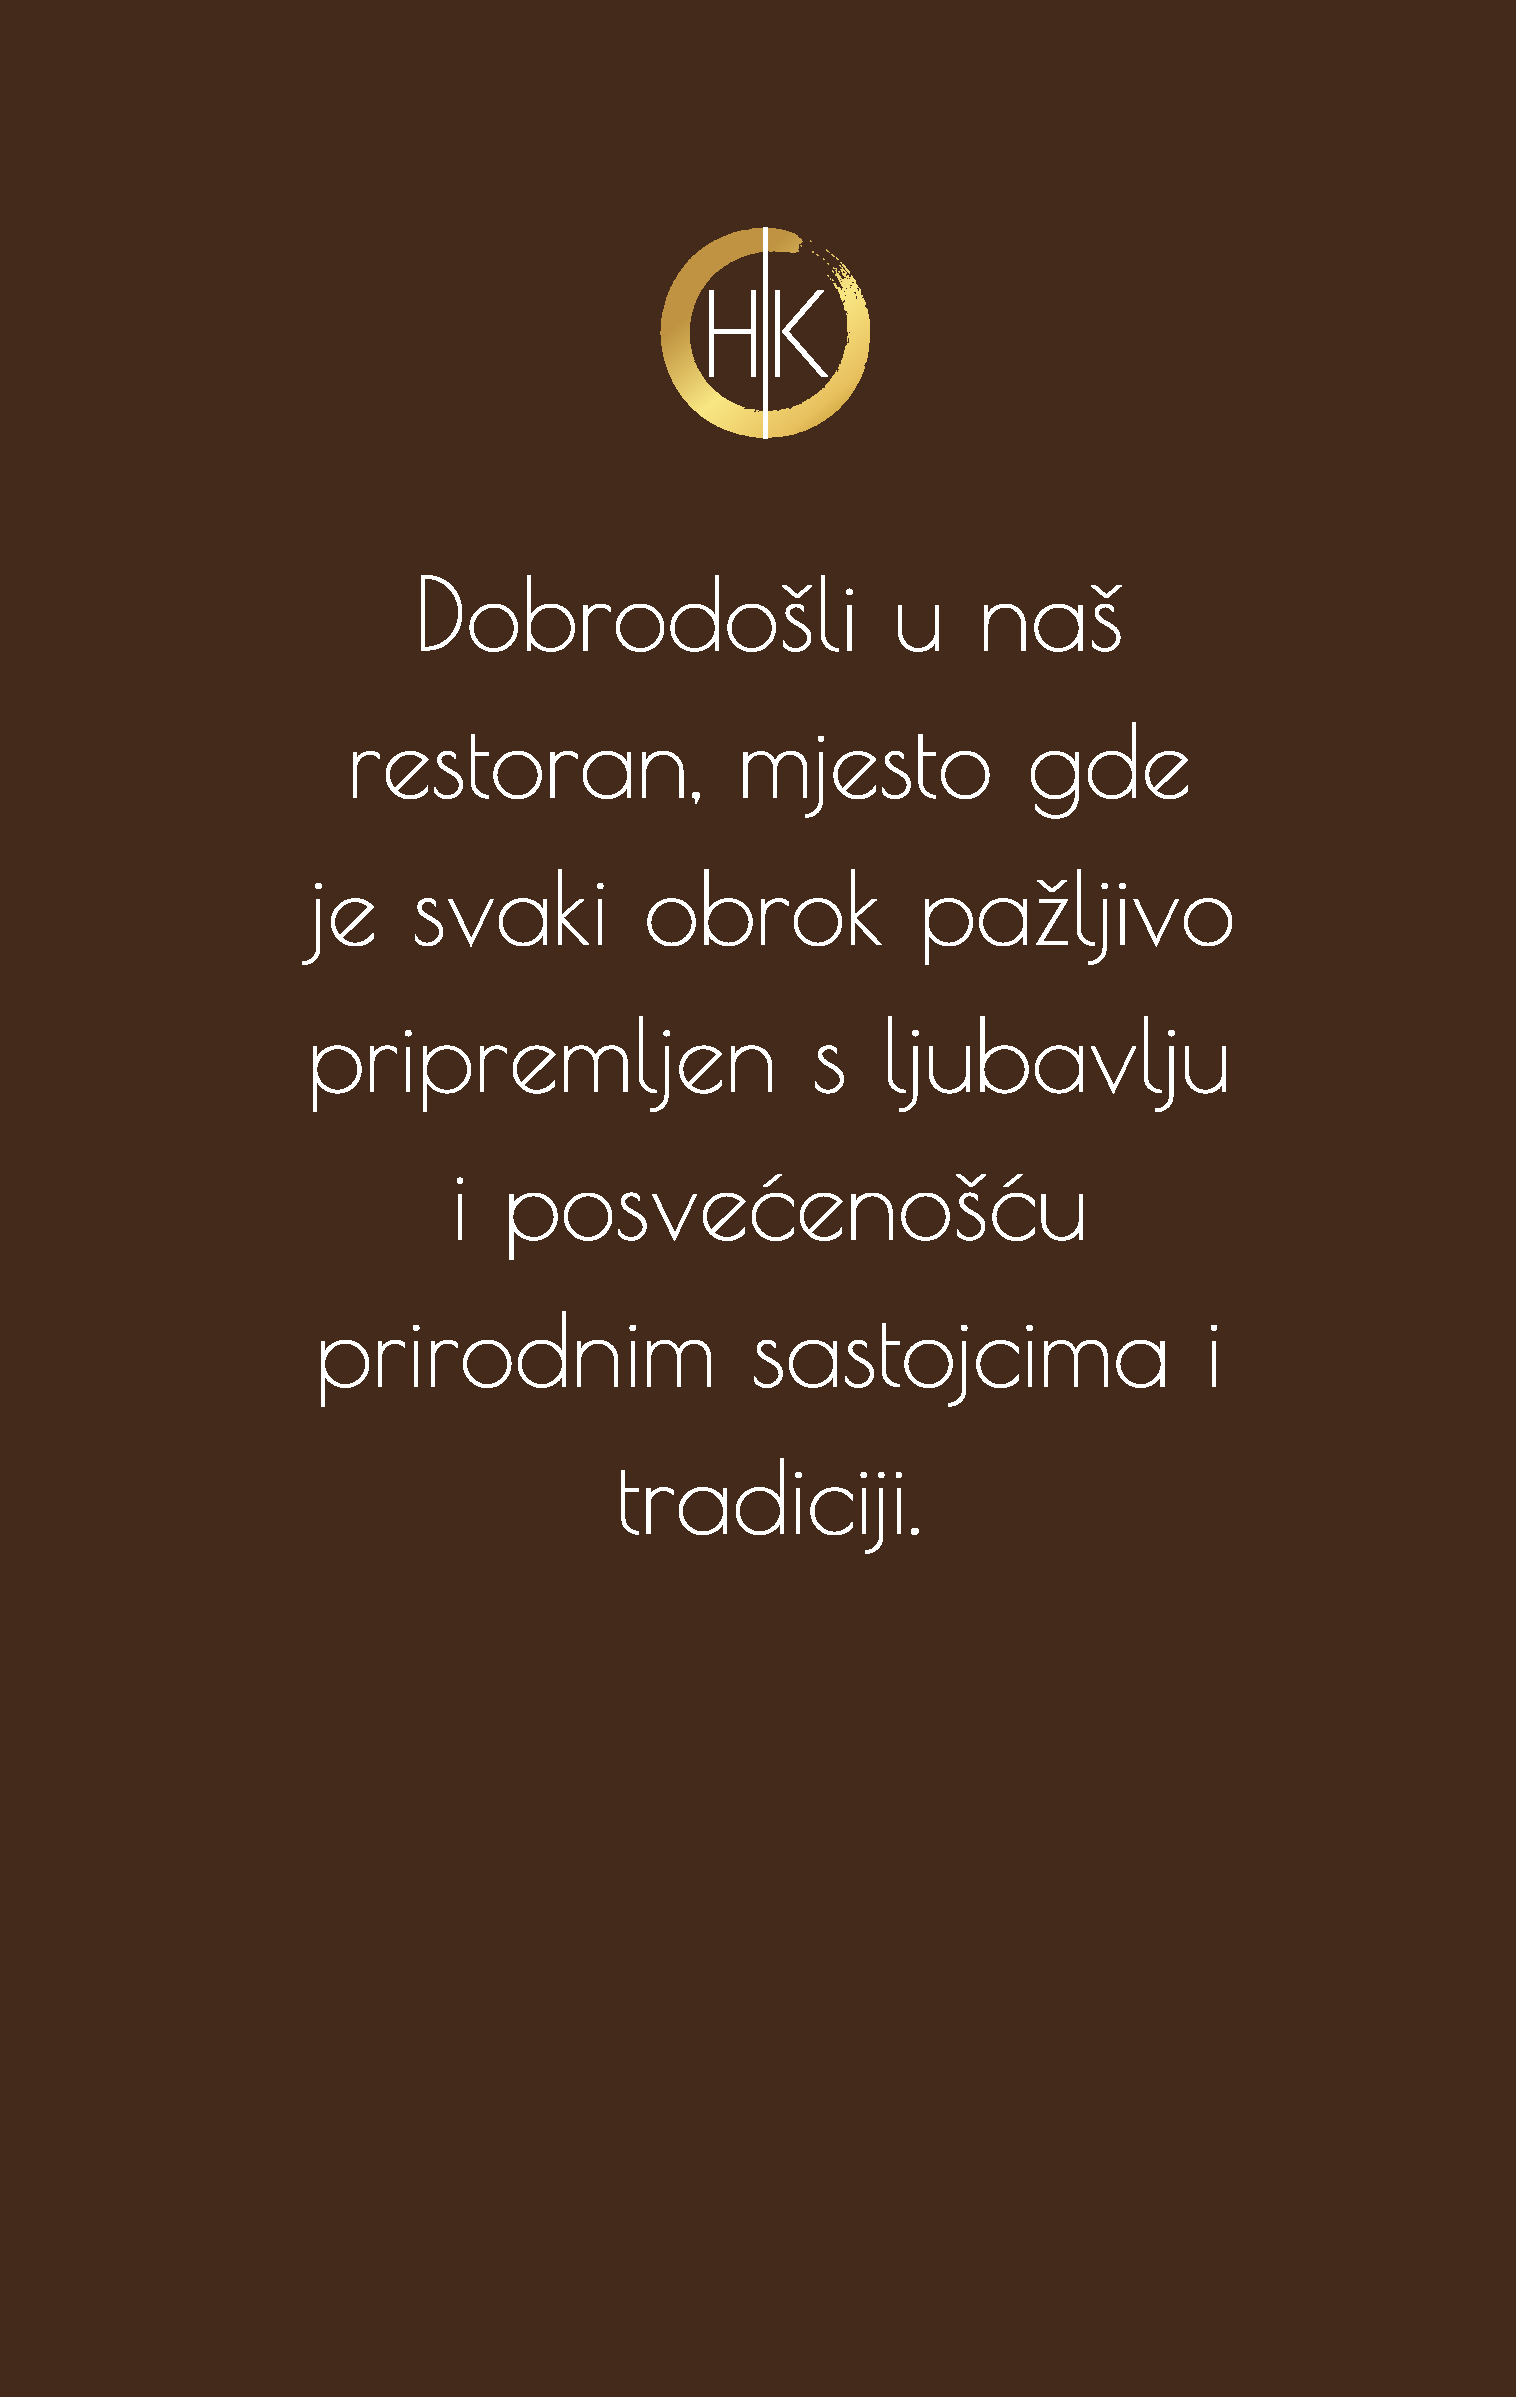 HK
Dobrodošli u naš
restoran, mjesto gde
je svaki obrok pažljivo
pripremljen s ljubavlju
i posvećenošću
prirodnim sastojcima i
tradiciji.